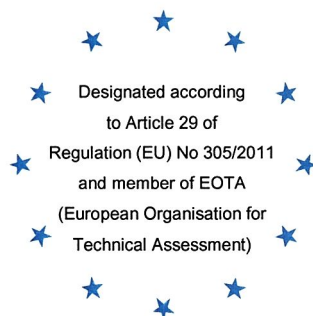 Designated according
to Article 29 of
Regulation (EU) No 305/2011
and member of EOTA
(European Organisation for
Technical Assessment)